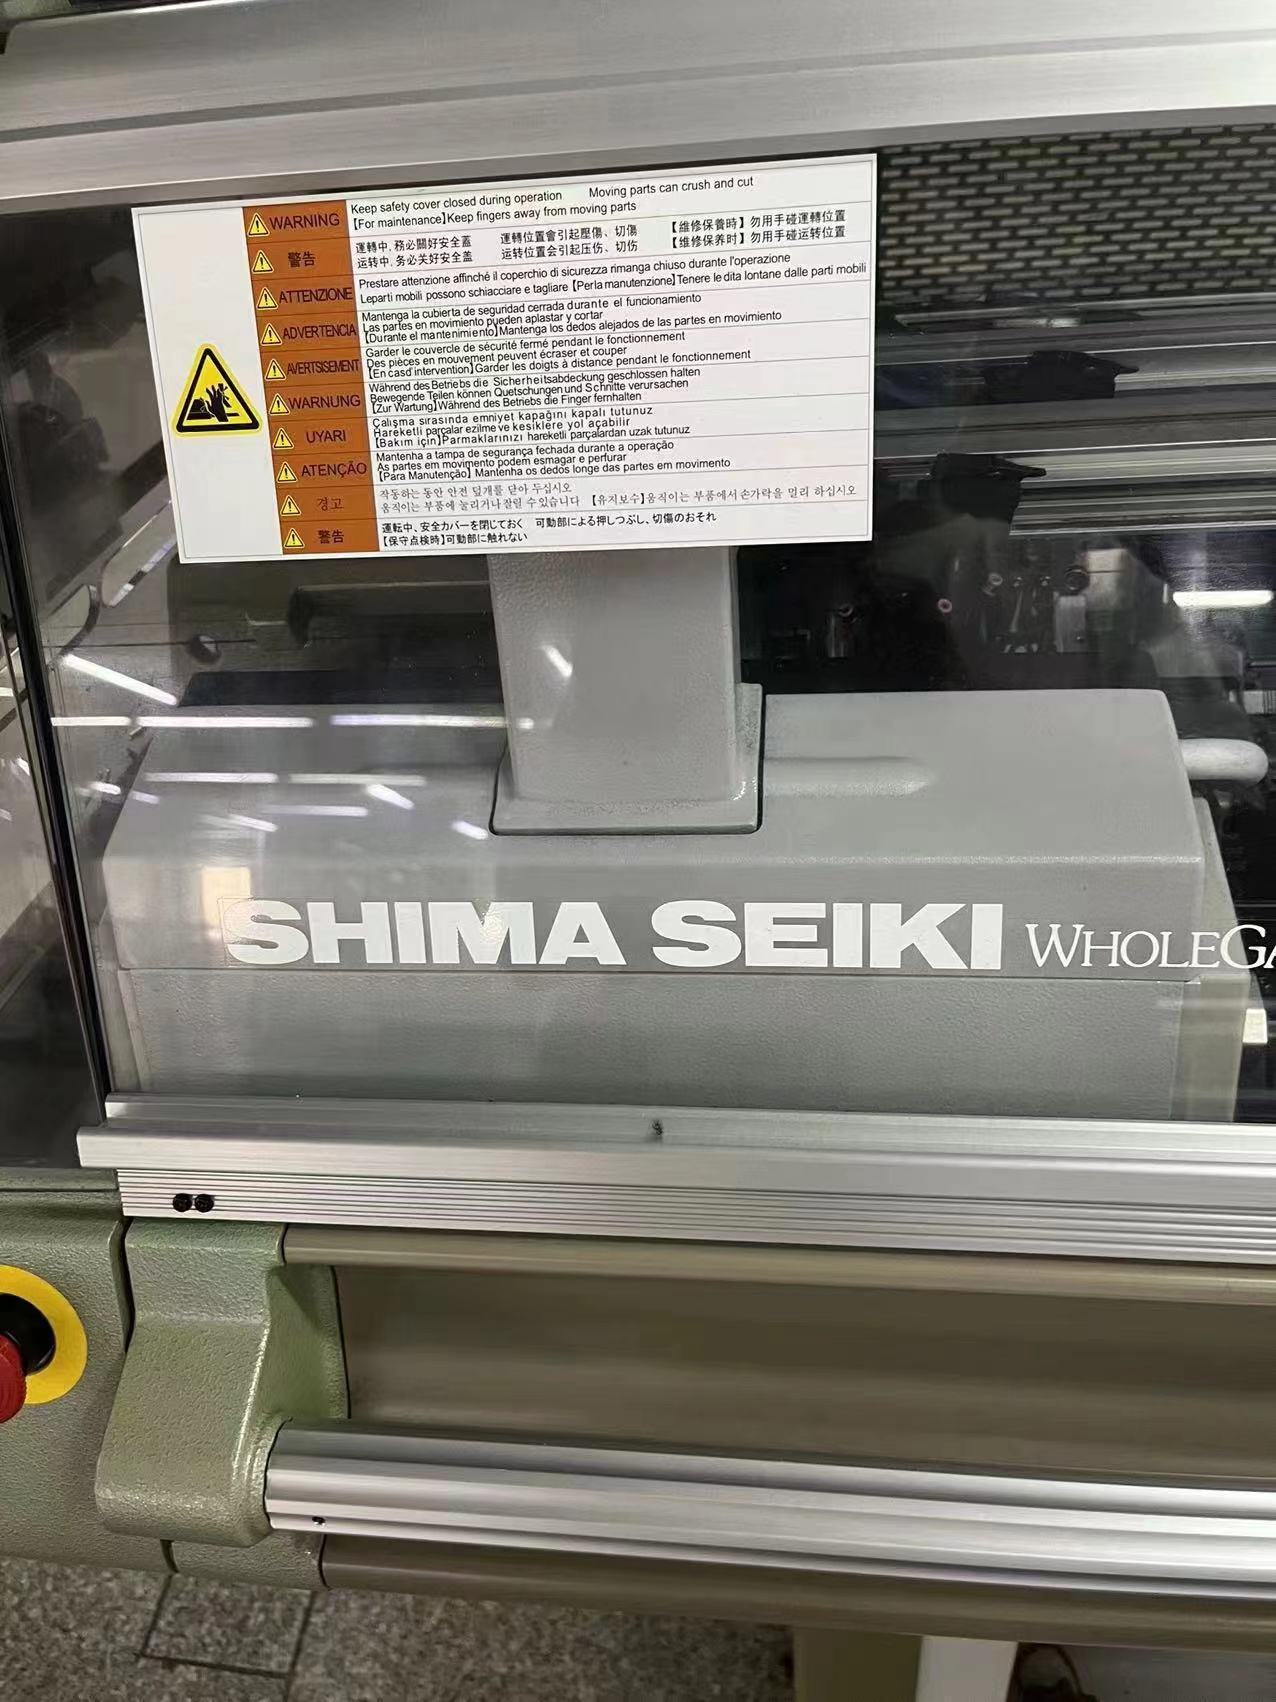 WARNING
Keep safety cover closed during operation Moving parts can crush and cut
【For maintenance】Keep fingers away from moving parts
警告
運轉中, 務必關好安全蓋 運轉位置會引起壓傷、切傷 【維修保養時】勿用手碰運轉位置
运转中, 务必关好安全盖 运转位置会引起压伤、切伤 【维修保养时】勿用手碰运转位置
ATTENZIONE
Prestare attenzione affinché il coperchio di sicurezza rimanga chiuso durante l'operazione
Leparti mobili possono schiacciare e tagliare 【Perla manutenzione】Tenere le dita lontane dalle parti mobili
ADVERTENCIA
Mantenga la cubierta de seguridad cerrada durante el funcionamiento
Las partes en movimiento pueden aplastar y cortar
【Durante el mantenimiento】Mantenga los dedos alejados de las partes en movimiento
AVERTSISEMENT
Garder le couvercle de sécurité fermé pendant le fonctionnement
Des pièces en mouvement peuvent écraser et couper
【En casd'intervention】Garder les doigts à distance pendant le fonctionnement
WARNUNG
Während des Betriebs die Sicherheitsabdeckung geschlossen halten
Bewegende Teilen können Quetschungen und Schnitte verursachen
【Zur Wartung】Während des Betriebs die Finger fernhalten
UYARI
Çalışma sırasında emniyet kapağını kapalı tutunuz
Hareketli parçalar ezilme ve kesiklere yol açabilir
【Bakım için】Parmaklarınızı hareketli parçalardan uzak tutunuz
ATENÇÃO
Mantenha a tampa de segurança fechada durante a operação
As partes em movimento podem esmagar e perfurar
【Para Manutenção】 Mantenha os dedos longe das partes em movimento
경고
작동하는 동안 안전 덮개를 닫아 두십시오
움직이는 부품에 눌리거나 잘릴 수 있습니다 【유지보수】움직이는 부품에서 손가락을 멀리 하십시오
警告
運転中、安全カバーを閉じておく 可動部による押しつぶし、切傷のおそれ
【保守点検時】可動部に触れない
SHIMA SEIKI WHOLEGA